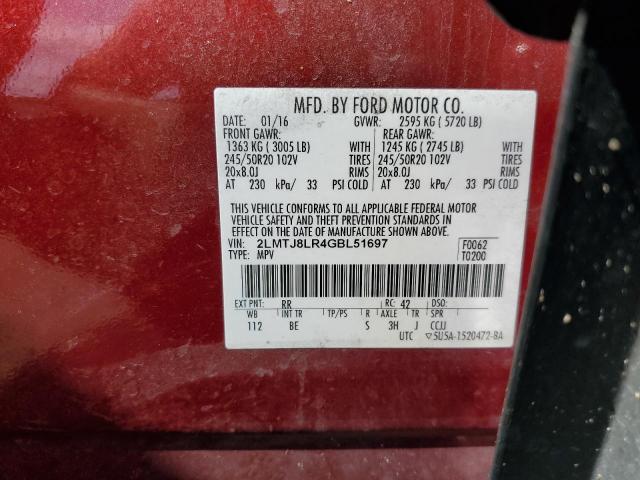 MFD. BY FORD MOTOR CO.
DATE: 01/16 GVWR: 2595 KG ( 5720 LB)
FRONT GAWR: REAR GAWR:
1363 KG ( 3005 LB) WITH 1245 KG ( 2745 LB) WITH
245/50R20 102V TIRES 245/50R20 102V TIRES
20x8.0J RIMS 20x8.0J RIMS
AT 230 kPa/ 33 PSI COLD AT 230 kPa/ 33 PSI COLD
THIS VEHICLE CONFORMS TO ALL APPLICABLE FEDERAL MOTOR
VEHICLE SAFETY AND THEFT PREVENTION STANDARDS IN
EFFECT ON THE DATE OF MANUFACTURE SHOWN ABOVE.
VIN: 2LMTJ8LR4GBL51697 F0062
TYPE: MPV T0200
EXT PNT: RR RC: 42 DSO:
WB INT TR TP/PS R AXLE TR SPR
112 BE S 3H J CCJJ
UTC ▽5U5A-1520472-BA